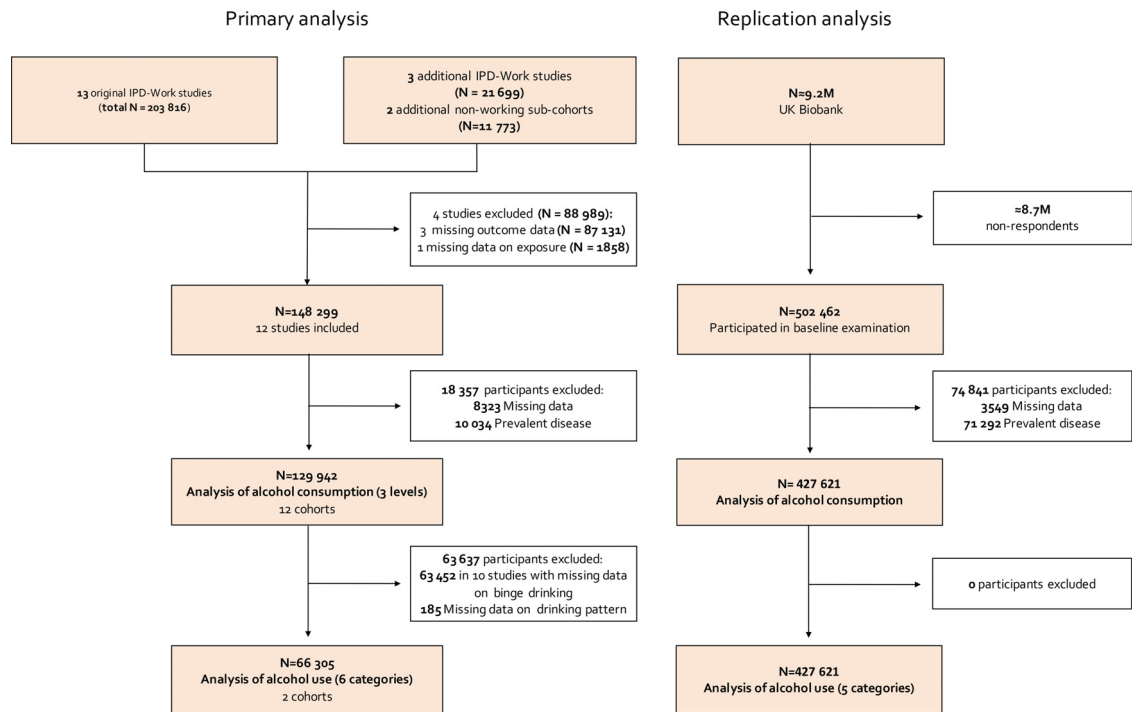 Primary analysis
13 original IPD-Work studies
(total N = 203 816)
3 additional IPD-Work studies
(N = 21 699)
2 additional non-working sub-cohorts
(N=11 773)
4 studies excluded (N = 88 989):
3 missing outcome data (N = 87 131)
1 missing data on exposure (N = 1858)
N=148 299
12 studies included
18 357 participants excluded:
8323 Missing data
10 034 Prevalent disease
N=129 942
Analysis of alcohol consumption (3 levels)
12 cohorts
63 637 participants excluded:
63 452 in 10 studies with missing data
on binge drinking
185 Missing data on drinking pattern
N=66 305
Analysis of alcohol use (6 categories)
2 cohorts
Replication analysis
N≈9.2M
UK Biobank
≈8.7M
non-respondents
N=502 462
Participated in baseline examination
74 841 participants excluded:
3549 Missing data
71 292 Prevalent disease
N= 427 621
Analysis of alcohol consumption
0 participants excluded
N=427 621
Analysis of alcohol use (5 categories)